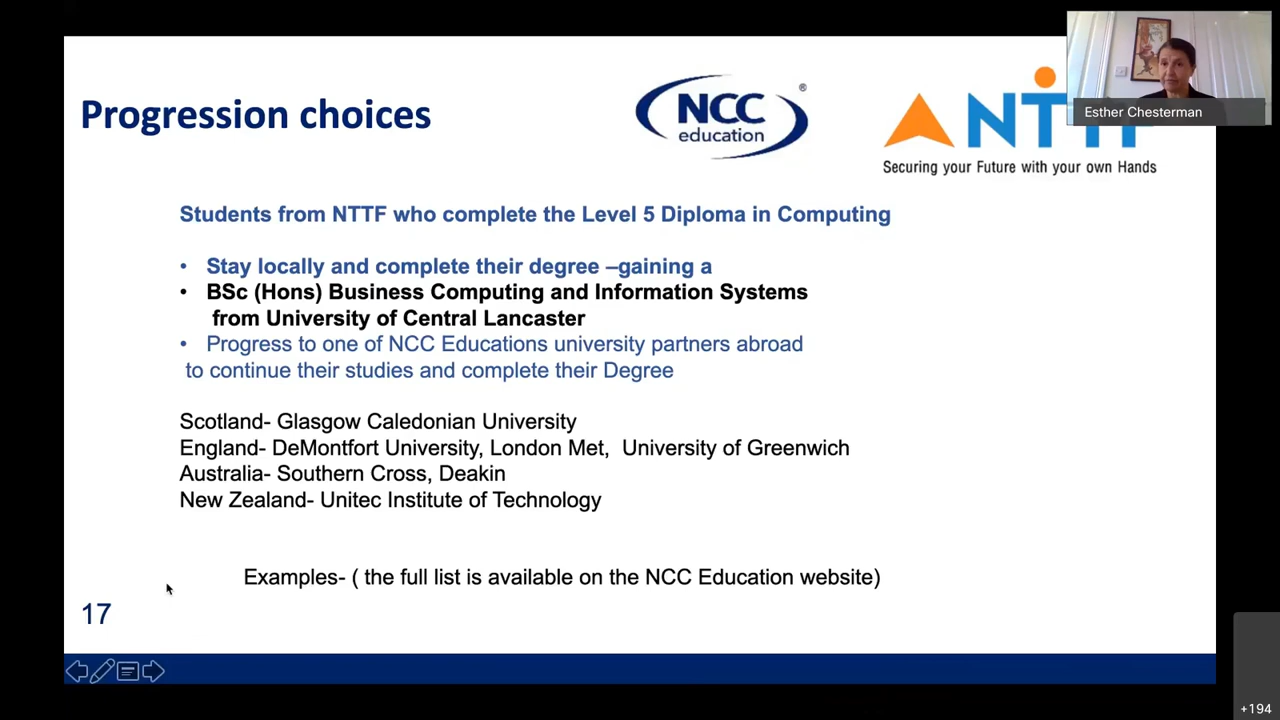 Progression choices
NCC
education
®
NTTF
Securing your Future with your own Hands
Esther Chesterman
Students from NTTF who complete the Level 5 Diploma in Computing
• Stay locally and complete their degree –gaining a
• BSc (Hons) Business Computing and Information Systems
from University of Central Lancaster
• Progress to one of NCC Educations university partners abroad
to continue their studies and complete their Degree
Scotland- Glasgow Caledonian University
England- DeMontfort University, London Met, University of Greenwich
Australia- Southern Cross, Deakin
New Zealand- Unitec Institute of Technology
Examples- ( the full list is available on the NCC Education website)
17
+194